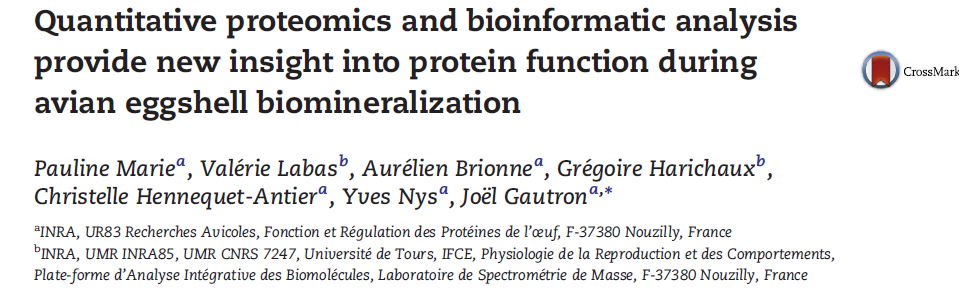 Quantitative proteomics and bioinformatic analysis
provide new insight into protein function during
avian eggshell biomineralization
CrossMark
Pauline Marieᵃ, Valérie Labasᵇ, Aurélien Brionneᵃ, Grégoire Harichauxᵇ,
Christelle Hennequet-Antierᵃ, Yves Nysᵃ, Joël Gautronᵃ,*
ᵃINRA, UR83 Recherches Avicoles, Fonction et Régulation des Protéines de l'œuf, F-37380 Nouzilly, France
ᵇINRA, UMR INRA85, UMR CNRS 7247, Université de Tours, IFCE, Physiologie de la Reproduction et des Comportements,
Plate-forme d'Analyse Intégrative des Biomolécules, Laboratoire de Spectrométrie de Masse, F-37380 Nouzilly, France